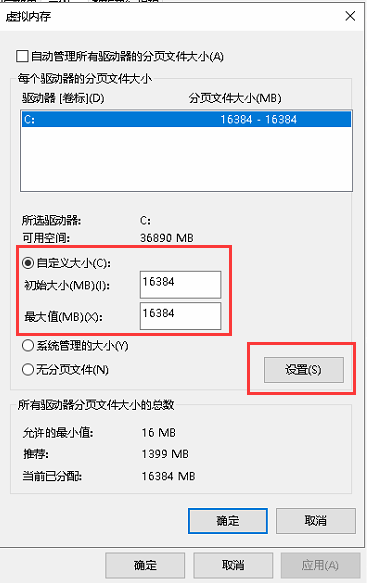 虚拟内存
自动管理所有驱动器的分页文件大小(A)
每个驱动器的分页文件大小
驱动器 [卷标](D) 分页文件大小(MB)
C: 16384 - 16384
所选驱动器: C:
可用空间: 36890 MB
自定义大小(C):
初始大小(MB)(I): 16384
最大值(MB)(X): 16384
系统管理的大小(Y)
无分页文件(N) 设置(S)
所有驱动器分页文件大小的总数
允许的最小值: 16 MB
推荐: 1399 MB
当前已分配: 16384 MB
确定 取消
确定 取消 应用(A)